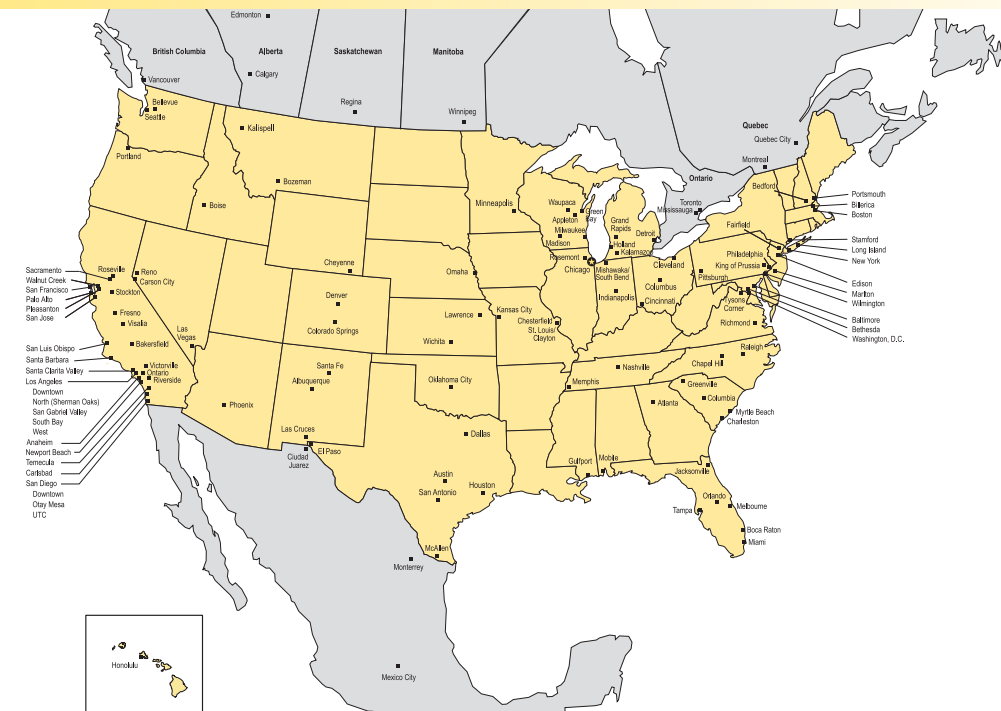 Edmonton
British Columbia
Alberta
Saskatchewan
Manitoba
Vancouver
Calgary
Regina
Winnipeg
Quebec
Quebec City
Montreal
Ontario
Toronto
Mississauga
Bellevue
Seattle
Portland
Kalispell
Bozeman
Boise
Minneapolis
Waupaca
Appleton
Green
Bay
Milwaukee
Madison
Grand
Rapids
Detroit
Holland
Kalamazoo
Rosemont
Chicago
Mishawaka/
South Bend
Indianapolis
Cleveland
Columbus
Cincinnati
Pittsburgh
Bedford
Fairfield
Philadelphia
King of Prussia
Tysons
Corner
Richmond
Portsmouth
Billerica
Boston
Stamford
Long Island
New York
Edison
Marlton
Wilmington
Baltimore
Bethesda
Washington, D.C.
Cheyenne
Omaha
Denver
Colorado Springs
Lawrence
Kansas City
Chesterfield
St. Louis/
Clayton
Wichita
Sacramento
Walnut Creek
San Francisco
Palo Alto
Pleasanton
San Jose
Roseville
Reno
Carson City
Stockton
Fresno
Visalia
Las
Vegas
Bakersfield
San Luis Obispo
Santa Barbara
Santa Clarita Valley
Los Angeles
Downtown
North (Sherman Oaks)
San Gabriel Valley
South Bay
West
Anaheim
Newport Beach
Temecula
Carlsbad
San Diego
Downtown
Otay Mesa
UTC
Victorville
Ontario
Riverside
Phoenix
Santa Fe
Albuquerque
Las Cruces
El Paso
Ciudad
Juarez
Oklahoma City
Dallas
Austin
San Antonio
Houston
McAllen
Monterrey
Mexico City
Memphis
Nashville
Raleigh
Chapel Hill
Greenville
Columbia
Atlanta
Myrtle Beach
Charleston
Gulfport
Mobile
Jacksonville
Orlando
Melbourne
Tampa
Boca Raton
Miami
Honolulu